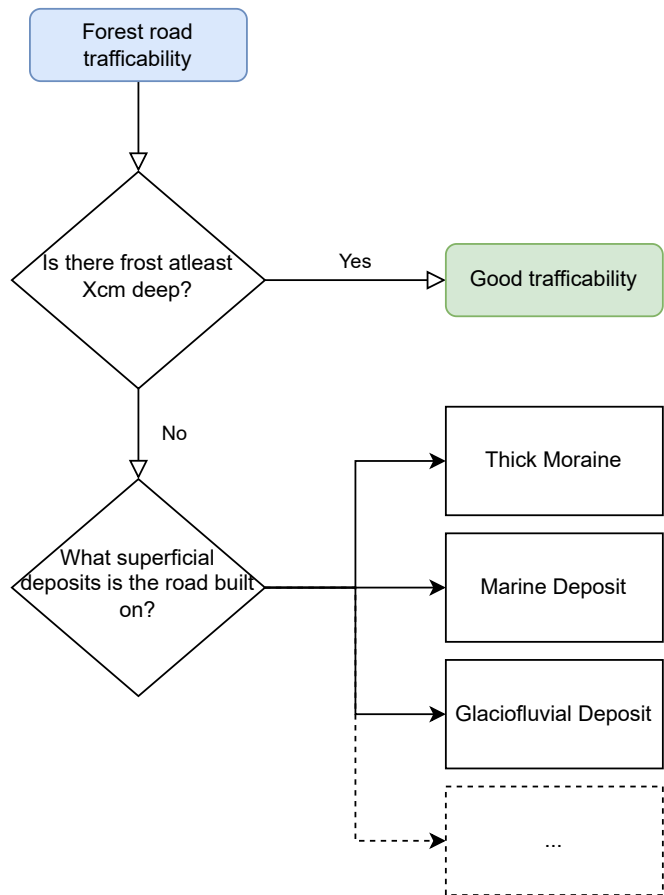 Forest road
trafficability
Is there frost atleast
Xcm deep?
Yes
Good trafficability
No
Thick Moraine
What superficial
deposits is the road built
on?
Marine Deposit
Glaciofluvial Deposit
...